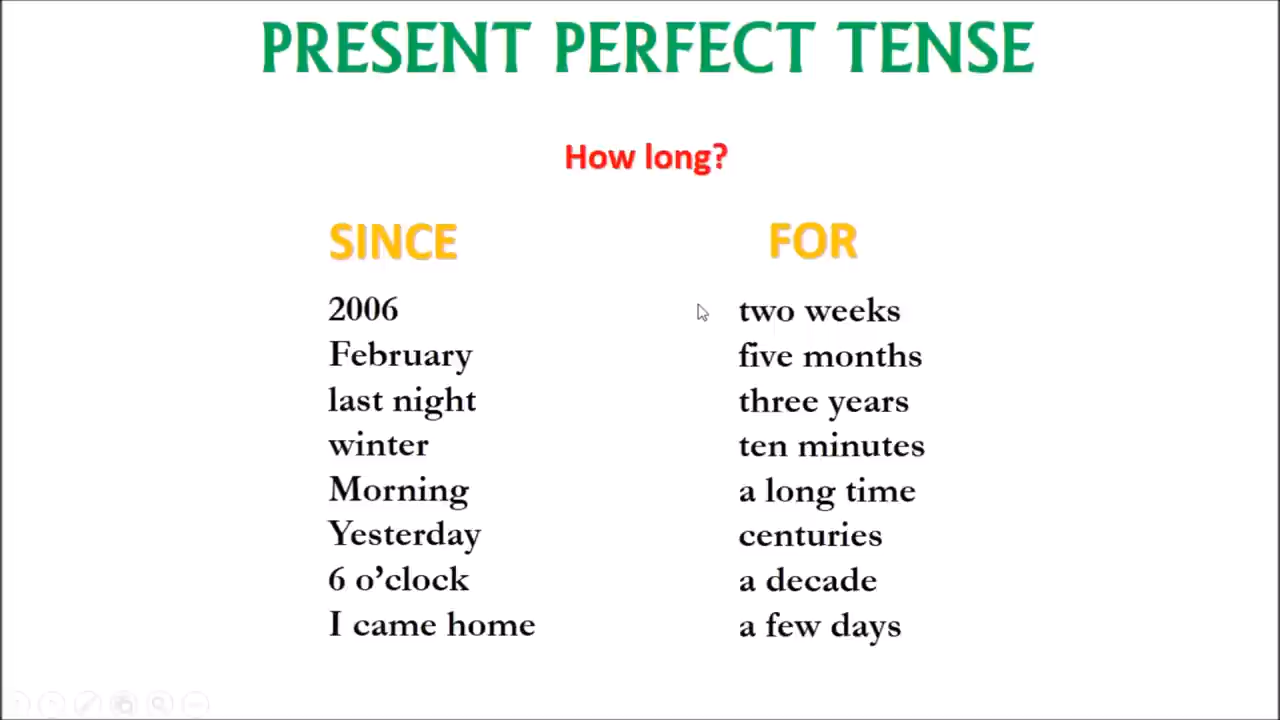 PRESENT PERFECT TENSE
How long?
SINCE
2006
February
last night
winter
Morning
Yesterday
6 o’clock
I came home
FOR
two weeks
five months
three years
ten minutes
a long time
centuries
a decade
a few days